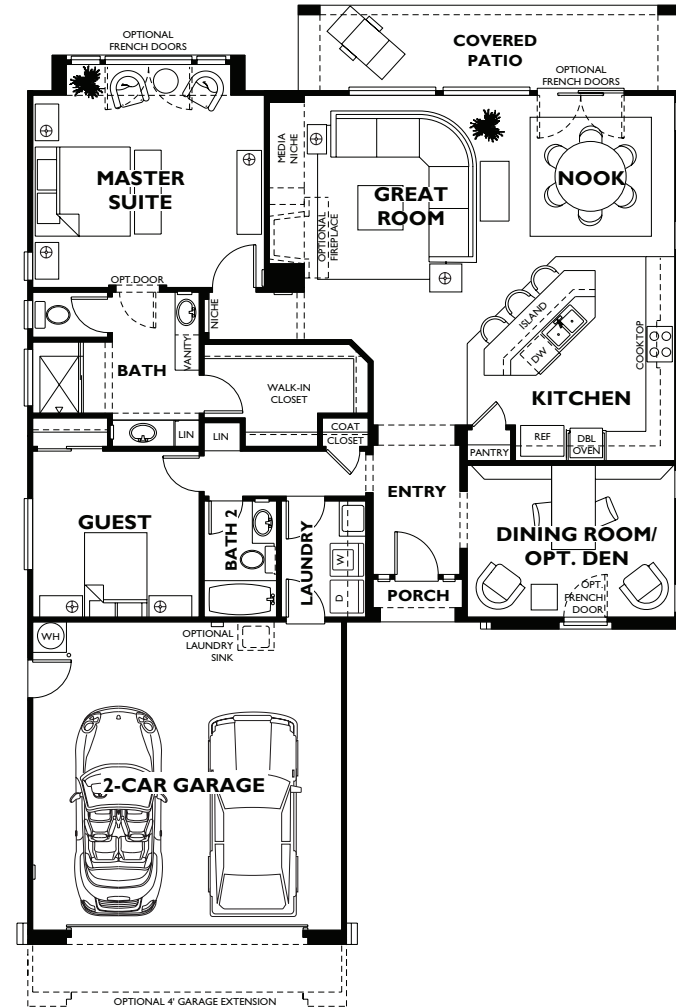 OPTIONAL
FRENCH DOORS
COVERED
PATIO
OPTIONAL
FRENCH DOORS
MASTER
SUITE
MEDIA
NICHE
GREAT
ROOM
NOOK
OPTIONAL
FIREPLACE
OPT.DOOR
NICHE
VANITY
BATH
WALK-IN
CLOSET
ISLAND
DW
COOKTOP
KITCHEN
LIN
LIN
COAT
CLOSET
PANTRY
REF
DBL
OVEN
ENTRY
GUEST
BATH 2
LAUNDRY
W
D
DINING ROOM/
OPT. DEN
OPT.
FRENCH
DOOR
PORCH
WH
OPTIONAL
LAUNDRY
SINK
2-CAR GARAGE
OPTIONAL 4' GARAGE EXTENSION